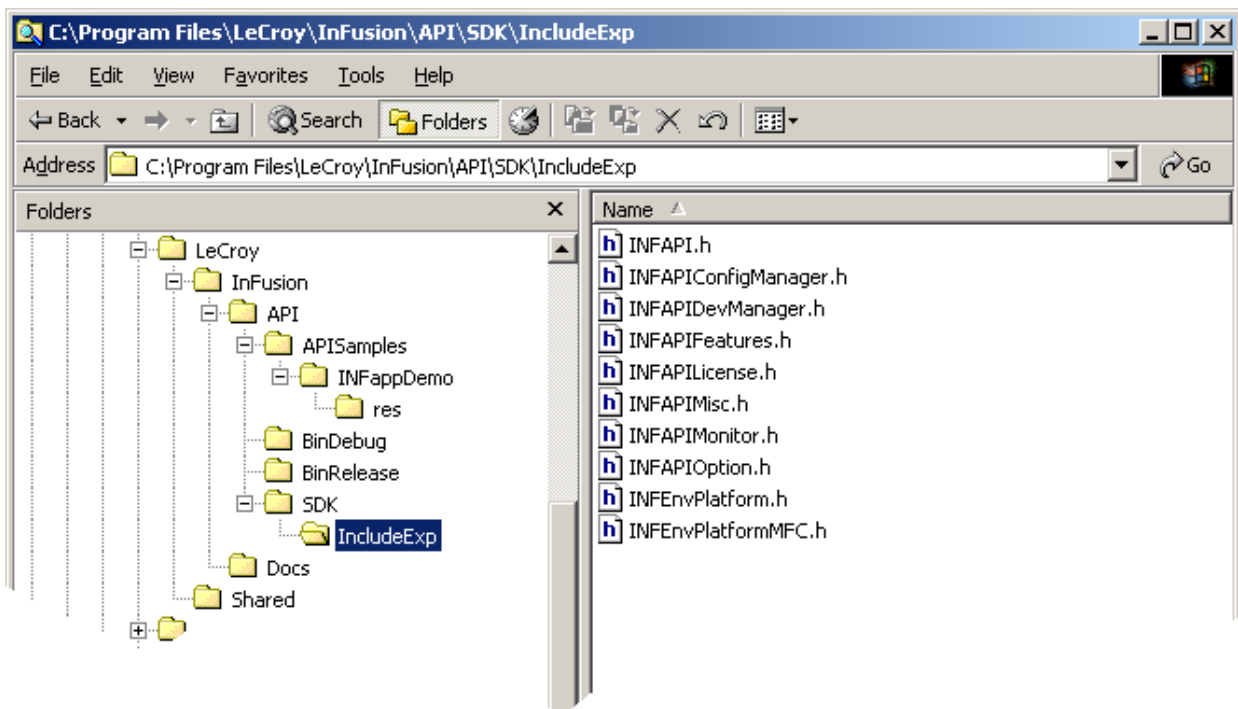 C:\Program Files\LeCroy\InFusion\API\SDK\IncludeExp
File Edit View Favorites Tools Help
Back Search Folders
Address C:\Program Files\LeCroy\InFusion\API\SDK\IncludeExp Go
Folders
LeCroy
InFusion
API
APISamples
INFappDemo
res
BinDebug
BinRelease
SDK
IncludeExp
Docs
Shared
Name
INFAPI.h
INFAPIConfigManager.h
INFAPIDevManager.h
INFAPIFeatures.h
INFAPILicense.h
INFAPIMisc.h
INFAPIMonitor.h
INFAPIOption.h
INFEnvPlatform.h
INFEnvPlatformMFC.h